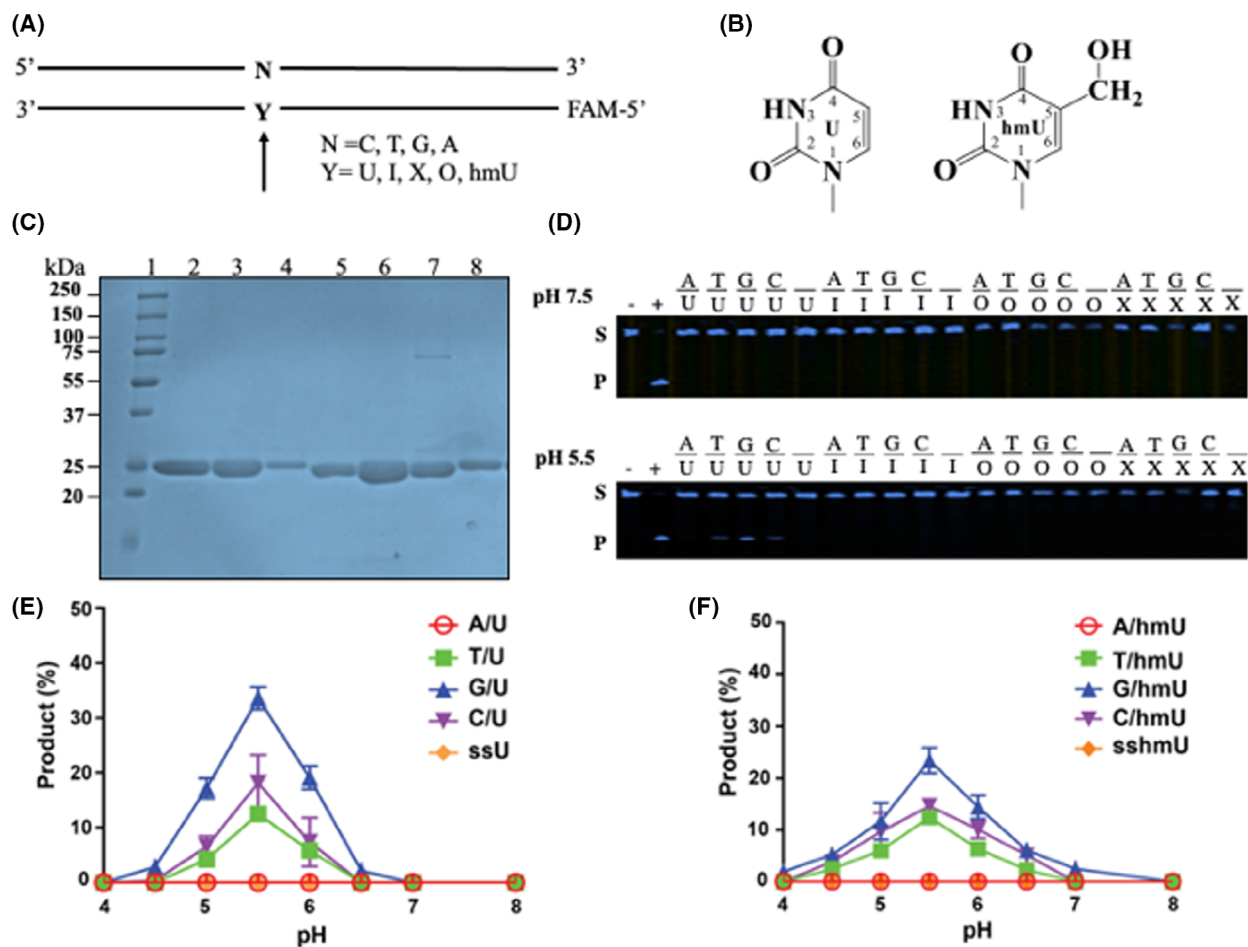 (A)
5’ N 3’
3’ Y FAM-5’
N =C, T, G, A
Y= U, I, X, O, hmU
(B)
O
HN 3 4 5 6 U 2 1
O N
O OH
CH2
HN 3 4 5 6 hmU 2 1
O N
(C)
kDa 1 2 3 4 5 6 7 8
250
150
100
75
55
37
25
20
(D)
pH 7.5
A T G C _ A T G C _ A T G C _ A T G C _
- + U U U U U I I I I I O O O O O X X X X X
S
P
pH 5.5
A T G C _ A T G C _ A T G C _ A T G C _
- + U U U U U I I I I I O O O O O X X X X X
S
P
(E)
50
40
30
20
10
0
Product (%)
4 5 6 7 8
pH
A/U
T/U
G/U
C/U
ssU
(F)
50
40
30
20
10
0
Product (%)
4 5 6 7 8
pH
A/hmU
T/hmU
G/hmU
C/hmU
sshmU